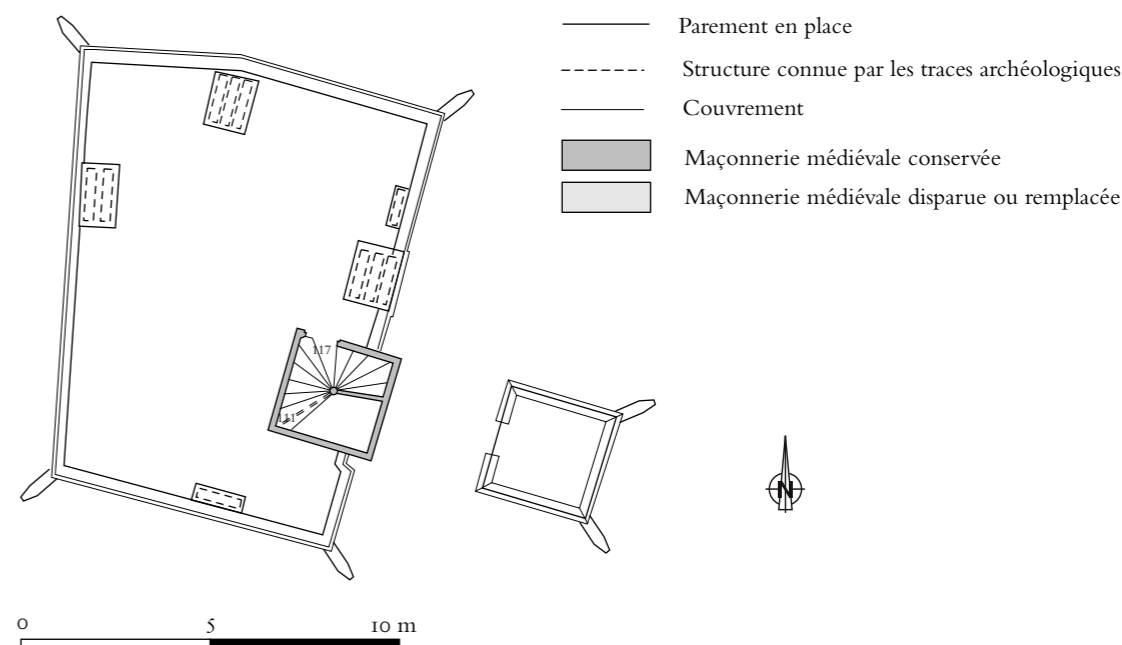 Parement en place
Structure connue par les traces archéologiques
Couvrement
Maçonnerie médiévale conservée
Maçonnerie médiévale disparue ou remplacée
117
111
N
0 5 10 m